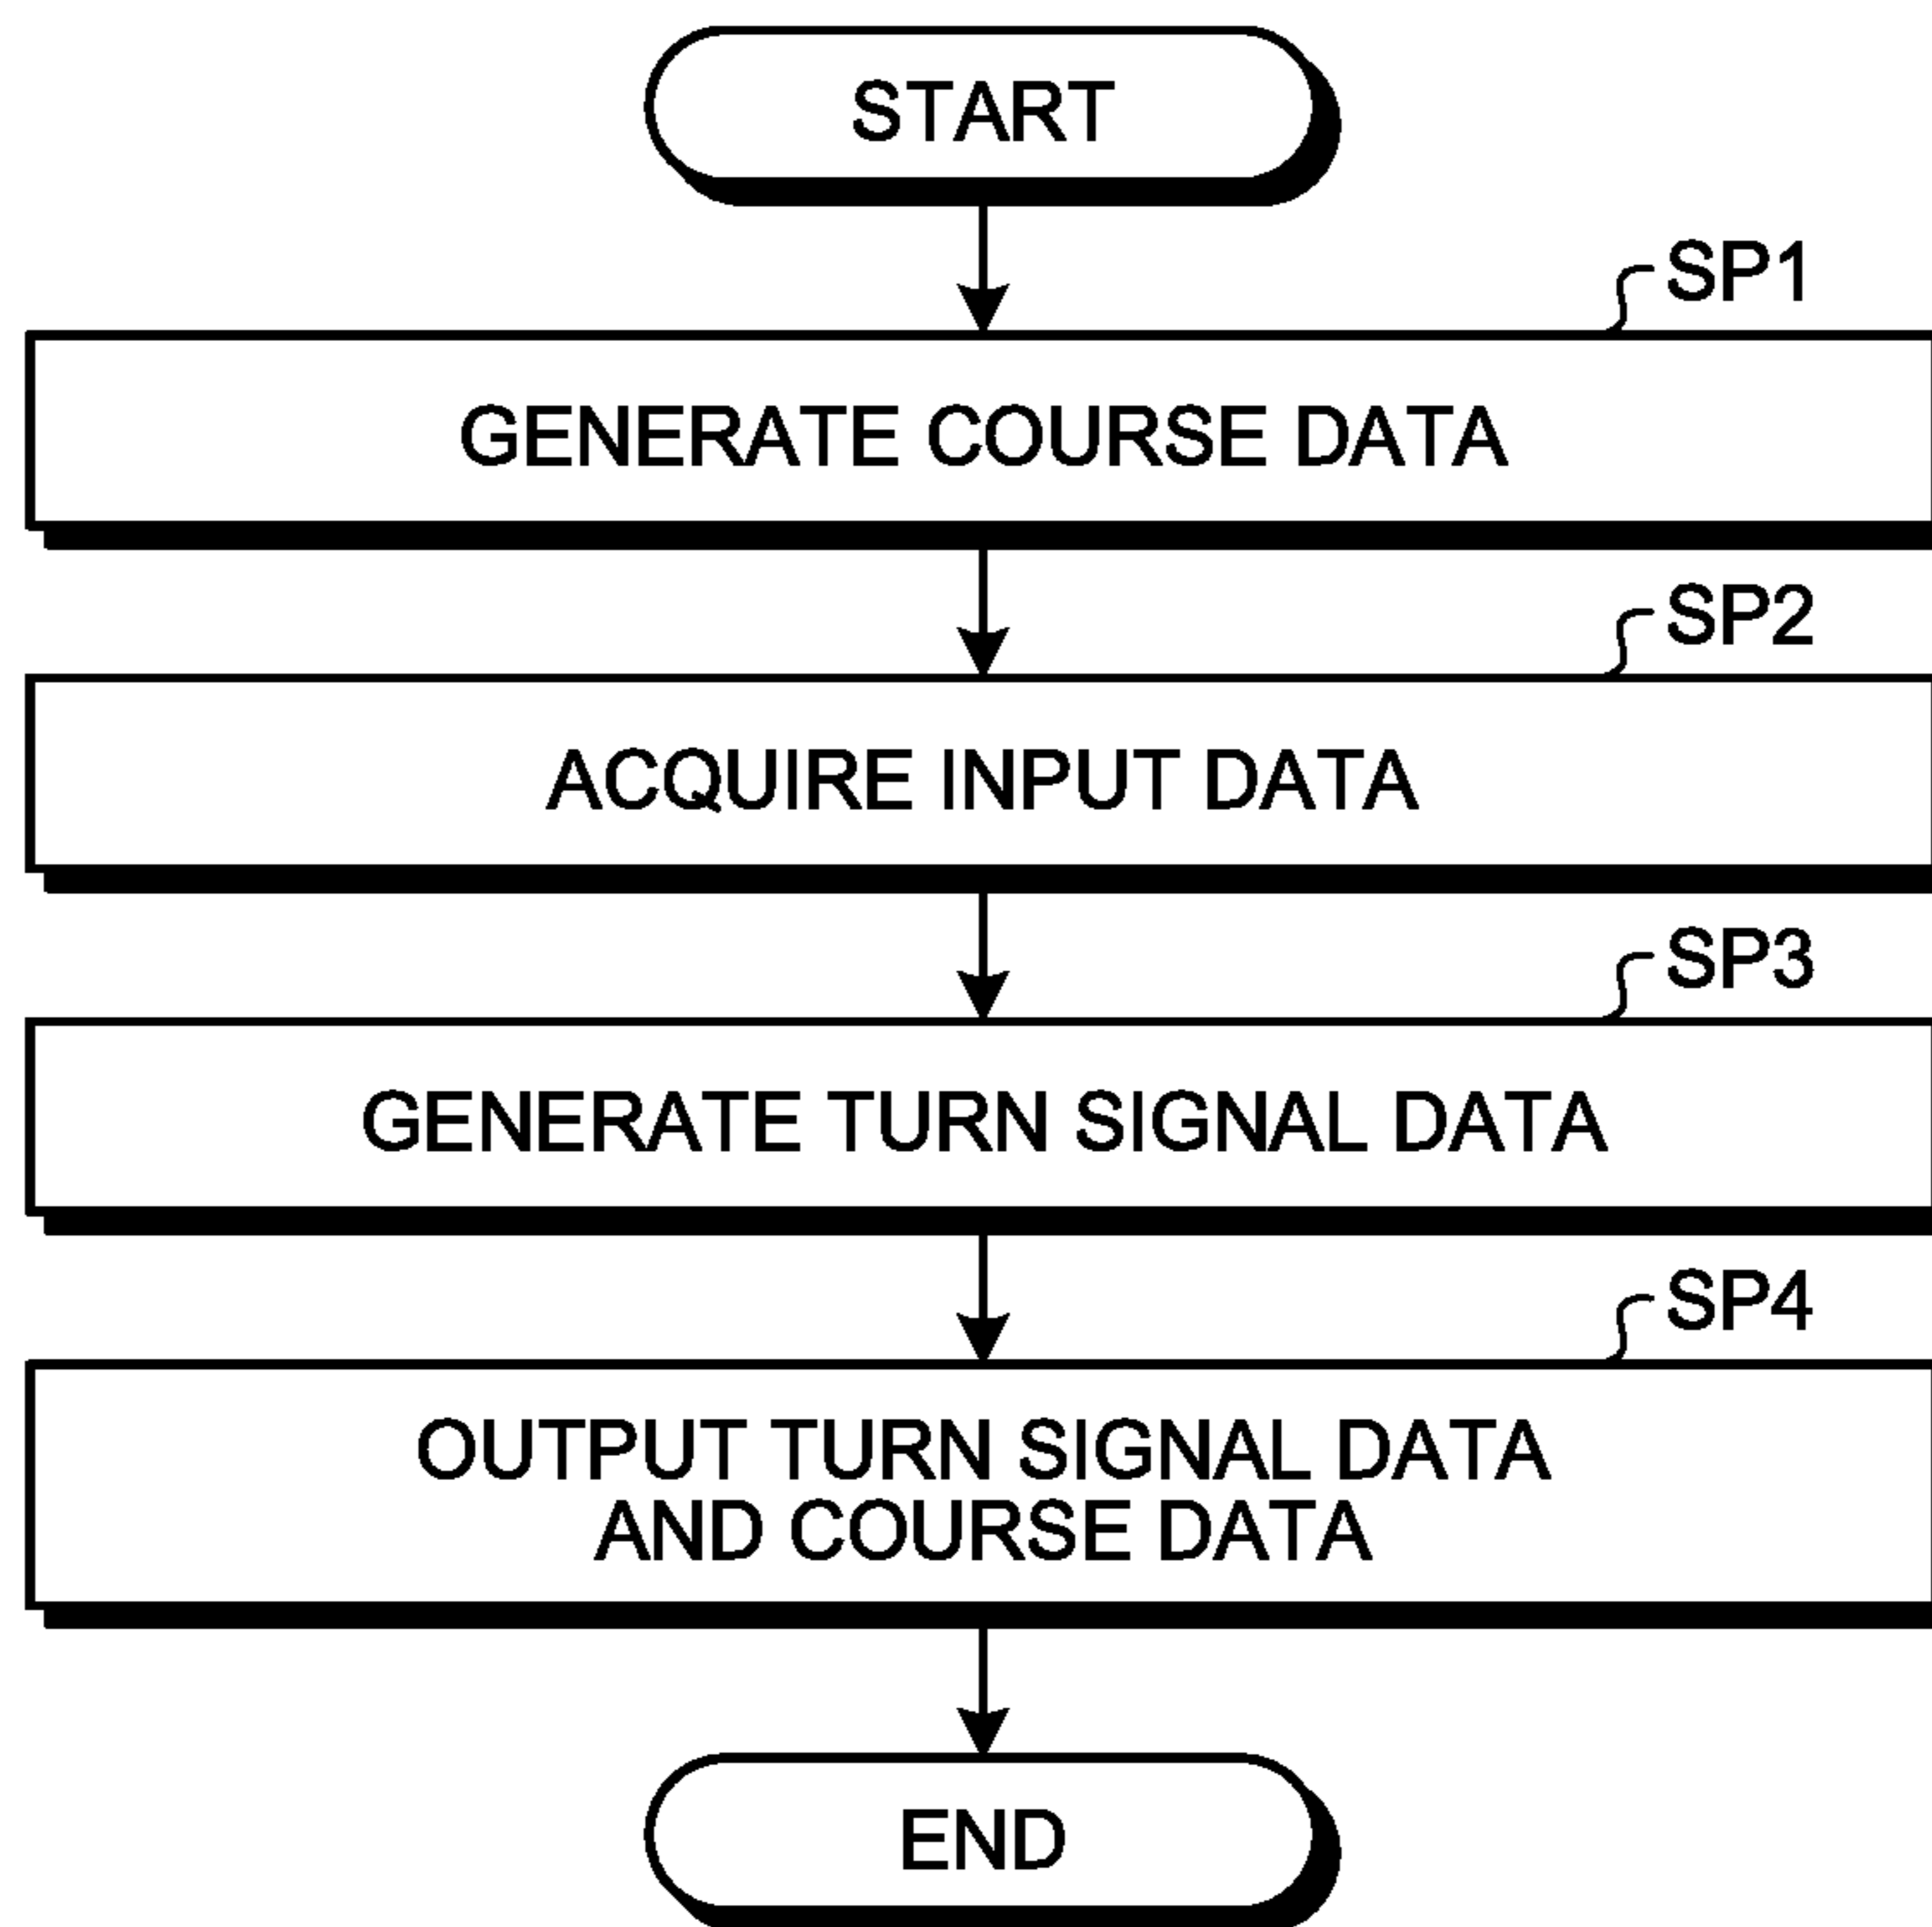 START
SP1
GENERATE COURSE DATA
SP2
ACQUIRE INPUT DATA
SP3
GENERATE TURN SIGNAL DATA
SP4
OUTPUT TURN SIGNAL DATA
AND COURSE DATA
END